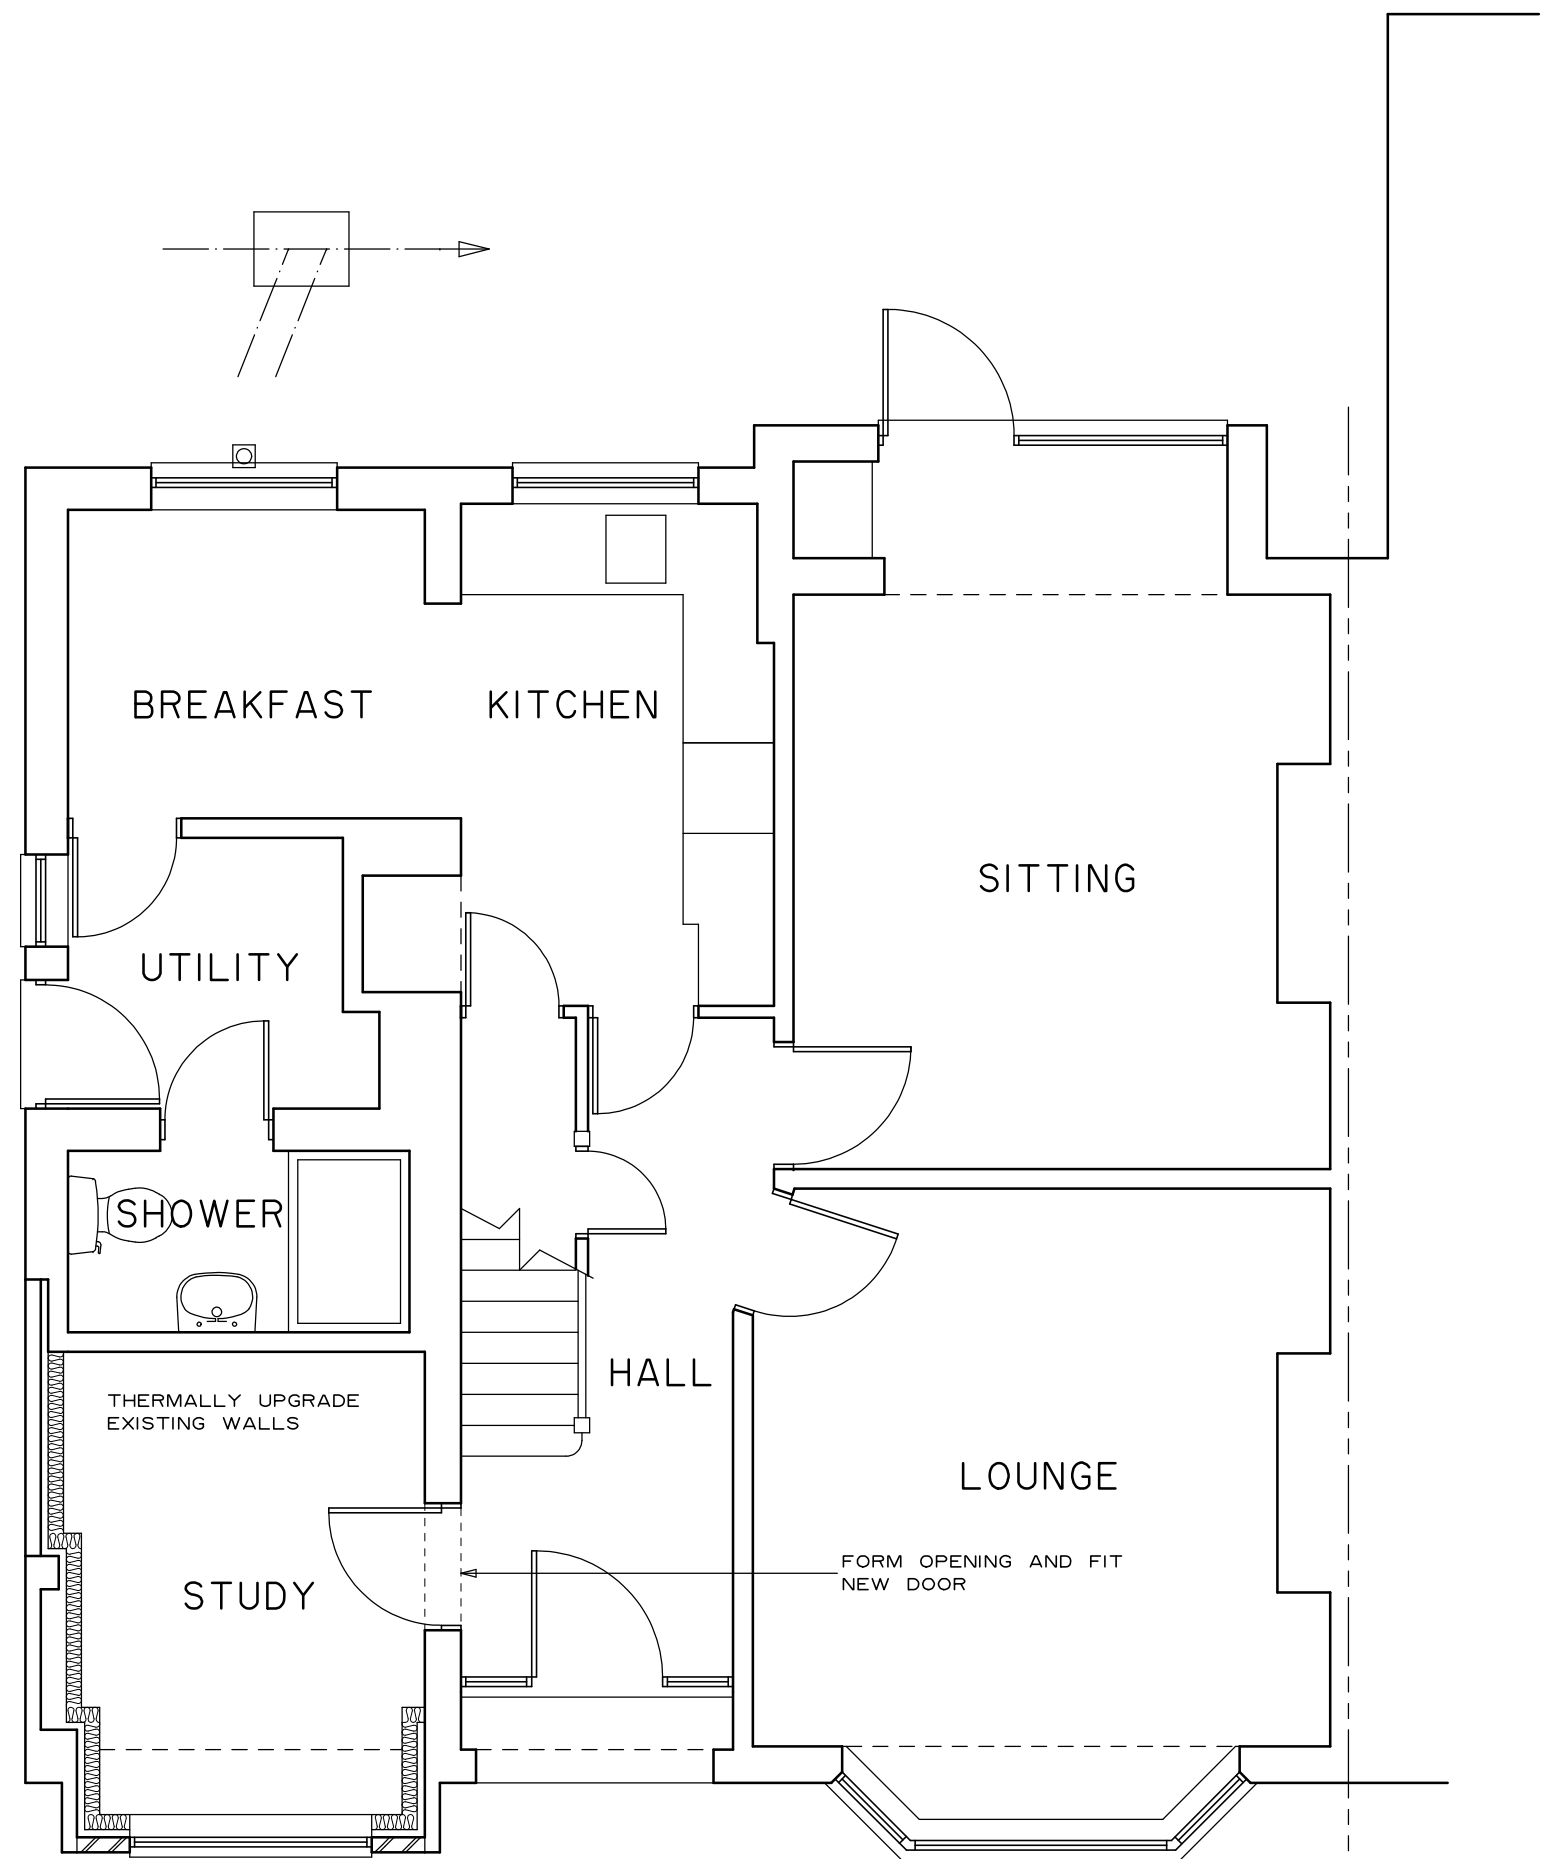 BREAKFAST
KITCHEN
SITTING
UTILITY
SHOWER
HALL
THERMALLY UPGRADE
EXISTING WALLS
LOUNGE
FORM OPENING AND FIT
NEW DOOR
STUDY